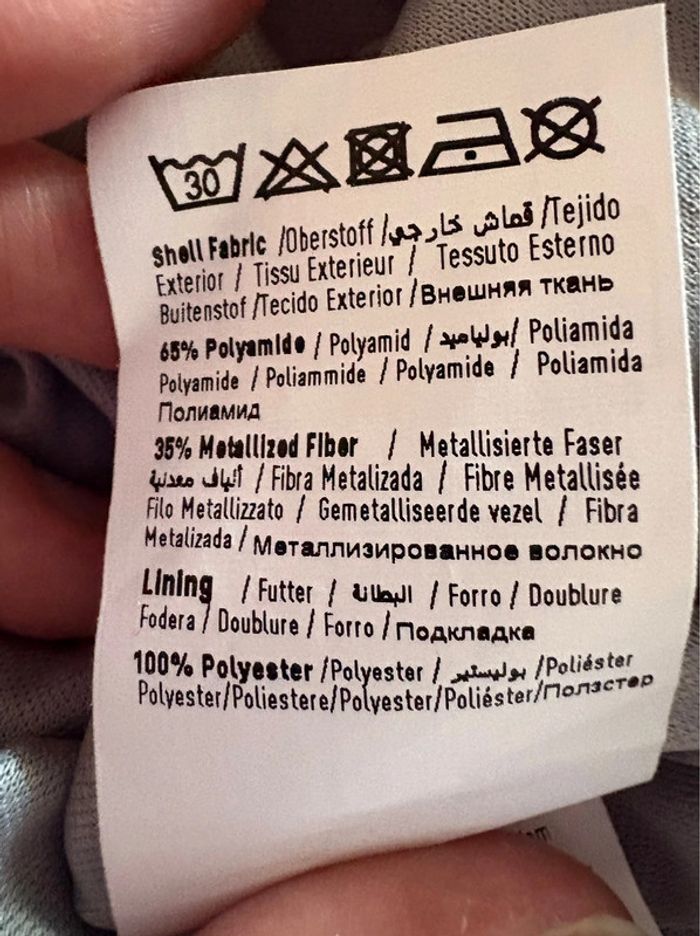 30
Shell Fabric /Oberstoff /قماش خارجي /Tejido
Exterior / Tissu Exterieur / Tessuto Esterno
Buitenstof /Tecido Exterior /Внешняя ткань
65% Polyamide / Polyamid / بولياميد/ Poliamida
Polyamide / Poliammide / Polyamide / Poliamida
Полиамид
35% Metallized Fiber / Metallisierte Faser
ألياف معدنية / Fibra Metalizada / Fibre Metallisée
Filo Metallizzato / Gemetalliseerde vezel / Fibra
Metalizada / Металлизированное волокно
Lining / Futter / البطانة / Forro / Doublure
Fodera / Doublure / Forro / Подкладка
100% Polyester /Polyester / بوليستير /Poliéster
Polyester/Poliestere/Polyester/Poliéster/Полэстер